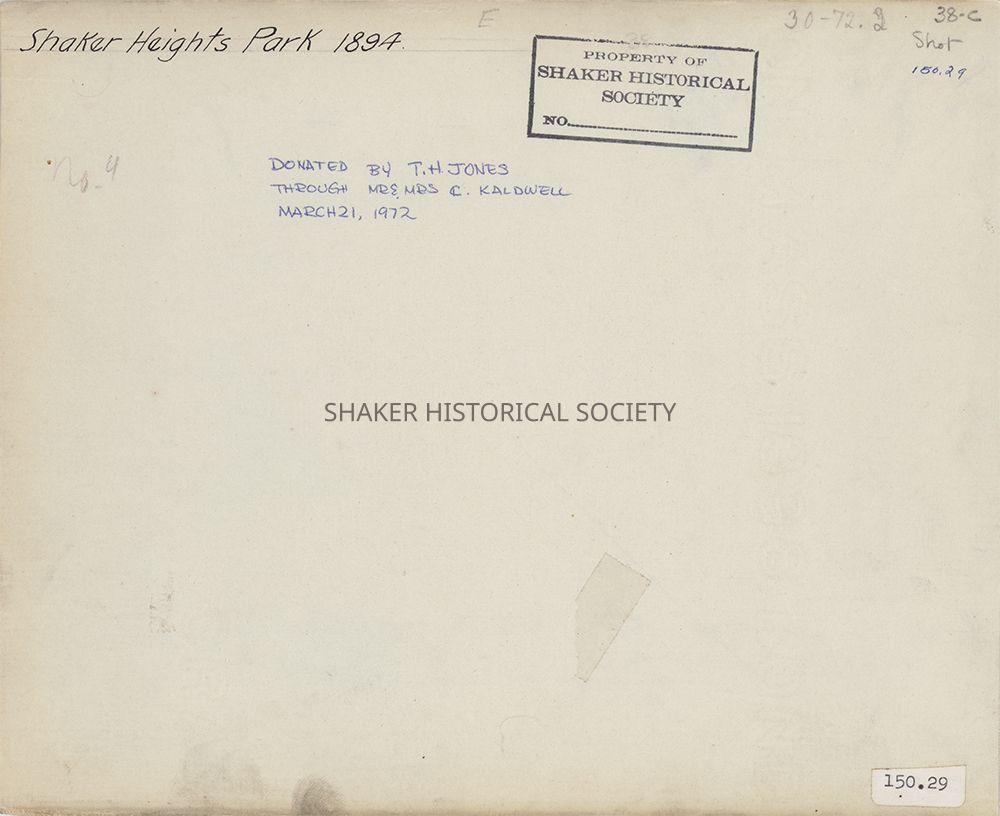 Shaker Heights Park 1894.
E
30-72.2
38-C
Shot
150.29
PROPERTY OF
SHAKER HISTORICAL
SOCIETY
NO.
No. 4
DONATED BY T.H. JONES
THROUGH MR & MRS C. KALDWELL
MARCH 21, 1972
SHAKER HISTORICAL SOCIETY
150.29